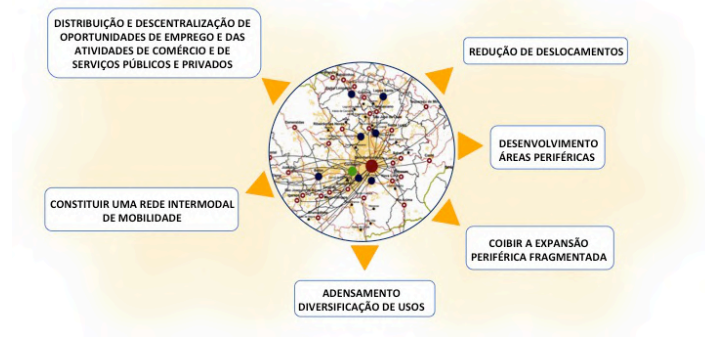 DISTRIBUIÇÃO E DESCENTRALIZAÇÃO DE
OPORTUNIDADES DE EMPREGO E DAS
ATIVIDADES DE COMÉRCIO E DE
SERVIÇOS PÚBLICOS E PRIVADOS
REDUÇÃO DE DESLOCAMENTOS
DESENVOLVIMENTO
ÁREAS PERIFÉRICAS
CONSTITUIR UMA REDE INTERMODAL
DE MOBILIDADE
COIBIR A EXPANSÃO
PERIFÉRICA FRAGMENTADA
ADENSAMENTO
DIVERSIFICAÇÃO DE USOS